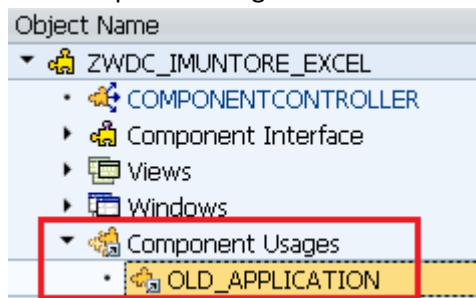 Object Name
ZWDC_IMUNTORE_EXCEL
COMPONENTCONTROLLER
Component Interface
Views
Windows
Component Usages
OLD_APPLICATION